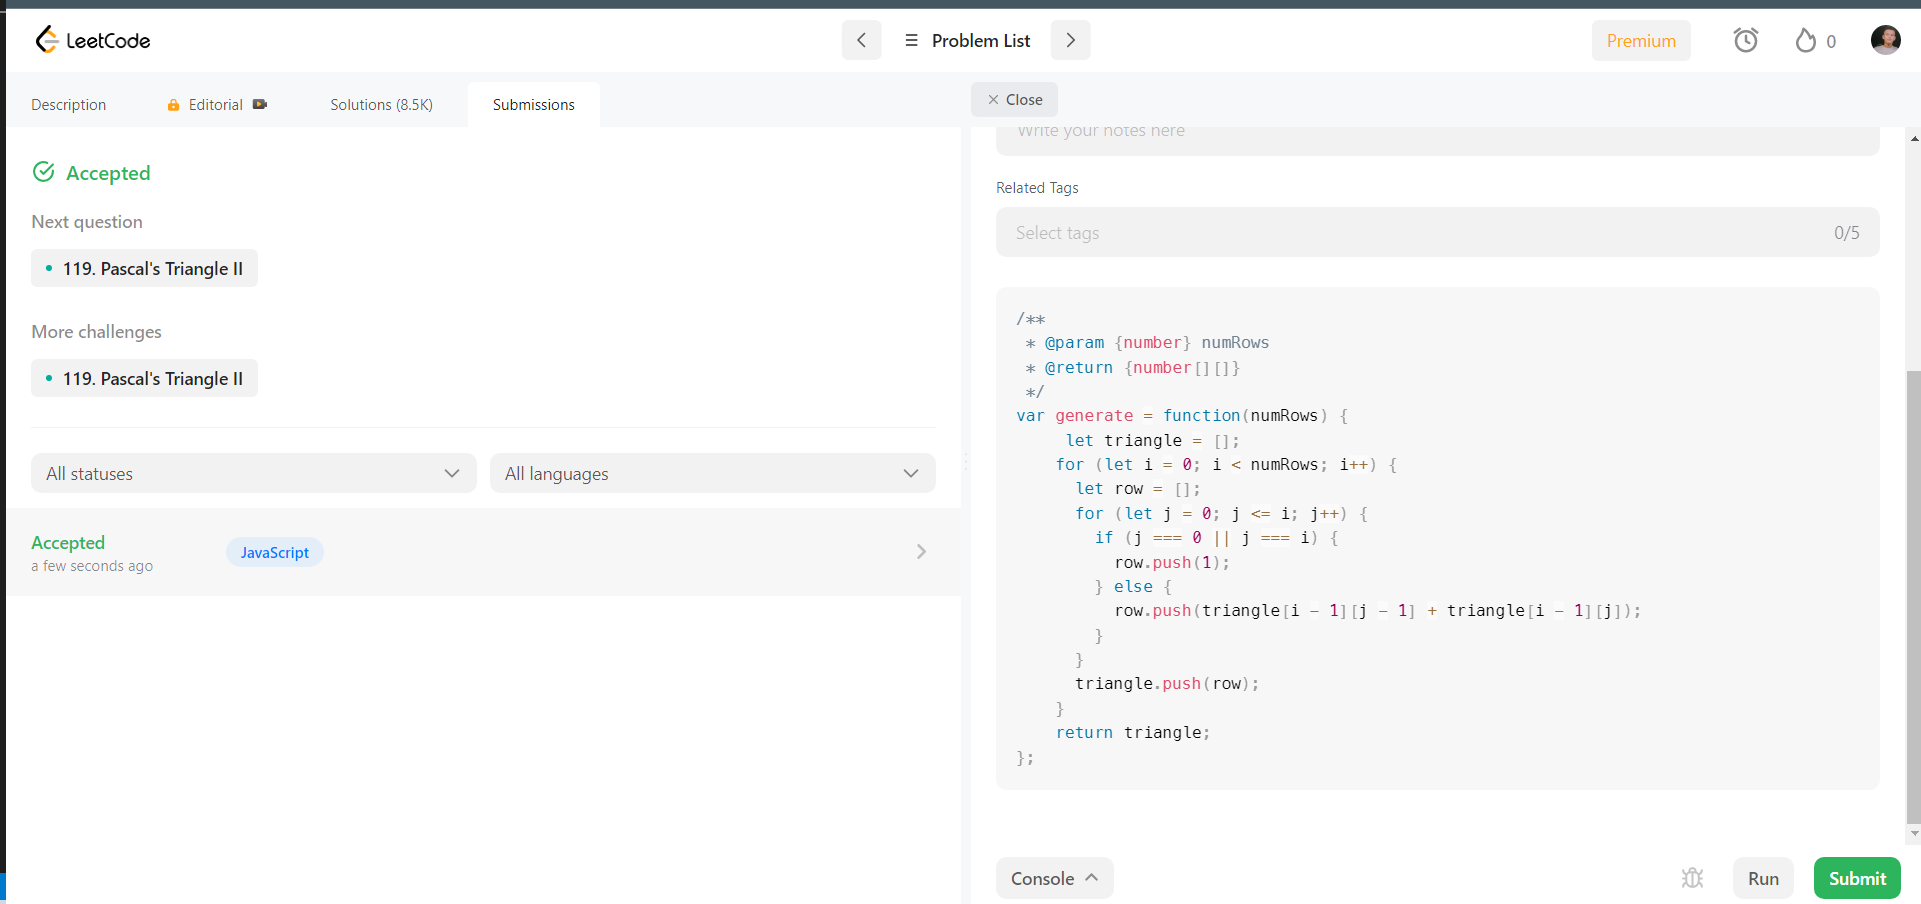 LeetCode
Problem List
Premium
0
Description
Editorial
Solutions (8.5K)
Submissions
Accepted
Next question
119. Pascal's Triangle II
More challenges
119. Pascal's Triangle II
All statuses
All languages
Accepted
a few seconds ago
JavaScript
Close
Write your notes here
Related Tags
Select tags
0/5
/**
 * @param {number} numRows
 * @return {number[][]}
 */
var generate = function(numRows) {
     let triangle = [];
    for (let i = 0; i < numRows; i++) {
      let row = [];
      for (let j = 0; j <= i; j++) {
        if (j === 0 || j === i) {
          row.push(1);
        } else {
          row.push(triangle[i - 1][j - 1] + triangle[i - 1][j]);
        }
      }
      triangle.push(row);
    }
    return triangle;
};
Console
Run
Submit